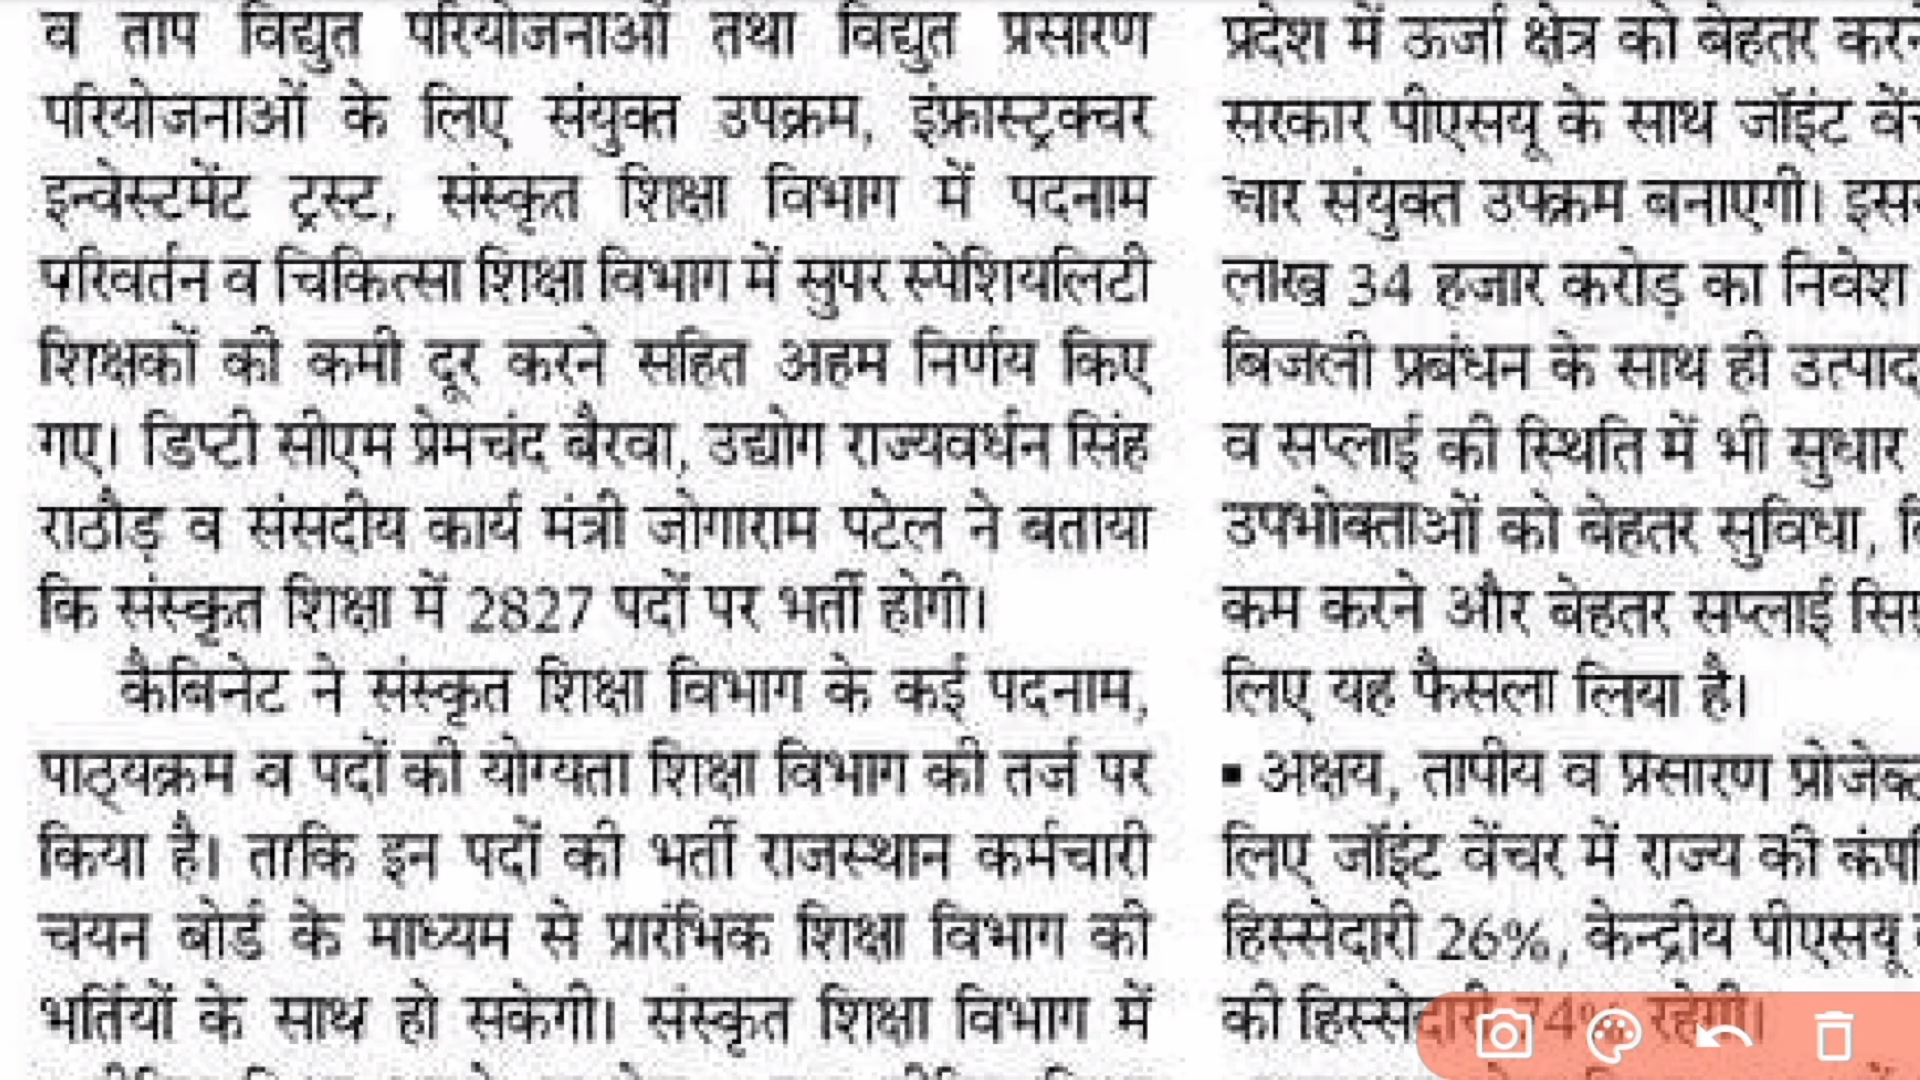 व ताप विद्युत परियोजनाओं तथा विद्युत प्रसारण
परियोजनाओं के लिए संयुक्त उपक्रम, इंफ्रास्ट्रक्चर
इन्वेस्टमेंट ट्रस्ट, संस्कृत शिक्षा विभाग में पदनाम
परिवर्तन व चिकित्सा शिक्षा विभाग में सुपर स्पेशियलिटी
शिक्षकों की कमी दूर करने सहित अहम निर्णय किए
गए। डिप्टी सीएम प्रेमचंद बैरवा, उद्योग राज्यवर्धन सिंह
राठौड़ व संसदीय कार्य मंत्री जोगाराम पटेल ने बताया
कि संस्कृत शिक्षा में 2827 पदों पर भर्ती होगी।
कैबिनेट ने संस्कृत शिक्षा विभाग के कई पदनाम,
पाठ्यक्रम व पदों की योग्यता शिक्षा विभाग की तर्ज पर
किया है। ताकि इन पदों की भर्ती राजस्थान कर्मचारी
चयन बोर्ड के माध्यम से प्रारंभिक शिक्षा विभाग की
भर्तियों के साथ हो सकेगी। संस्कृत शिक्षा विभाग में
प्रदेश में ऊर्जा क्षेत्र को बेहतर
सरकार पीएसयू के साथ जॉइंट
चार संयुक्त उपक्रम बनाएगी।
लाख 34 हजार करोड़ का निवेश
बिजली प्रबंधन के साथ ही
व सप्लाई की स्थिति में भी सुधार
उपभोक्ताओं को बेहतर सुविधा,
कम करने और बेहतर सप्लाई
लिए यह फैसला लिया है।
▪ अक्षय, तापीय व प्रसारण
लिए जॉइंट वेंचर में राज्य की
हिस्सेदारी 26%, केन्द्रीय पीएसयू
की हिस्सेदारी 74% रहेगी।